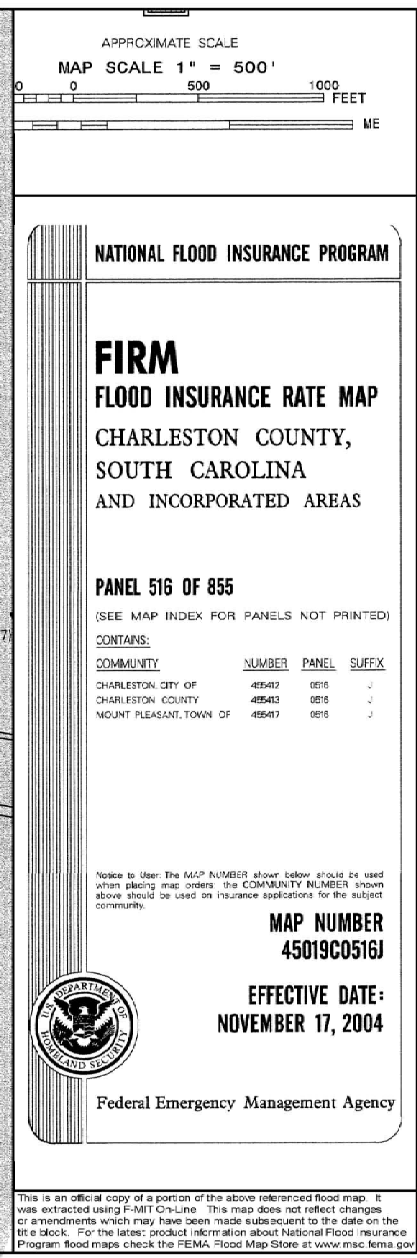 APPROXIMATE SCALE
MAP SCALE 1" = 500'
0 0 500 1000
FEET
ME
NATIONAL FLOOD INSURANCE PROGRAM
FIRM
FLOOD INSURANCE RATE MAP
CHARLESTON COUNTY,
SOUTH CAROLINA
AND INCORPORATED AREAS
PANEL 516 OF 855
(SEE MAP INDEX FOR PANELS NOT PRINTED)
CONTAINS:
COMMUNITY NUMBER PANEL SUFFIX
CHARLESTON, CITY OF 455412 0516 J
CHARLESTON COUNTY 455413 0516 J
MOUNT PLEASANT, TOWN OF 455417 0516 J
7)
Notice to User: The MAP NUMBER shown below should be used
when placing map orders: the COMMUNITY NUMBER shown
above should be used on insurance applications for the subject
community.
MAP NUMBER
45019C0516J
EFFECTIVE DATE:
NOVEMBER 17, 2004
U.S. DEPARTMENT OF HOMELAND SECURITY
Federal Emergency Management Agency
This is an official copy of a portion of the above referenced flood map. It
was extracted using F-MIT On-Line. This map does not reflect changes
or amendments which may have been made subsequent to the date on the
title block. For the latest product information about National Flood Insurance
Program flood maps check the FEMA Flood Map Store at www.msc.fema.gov